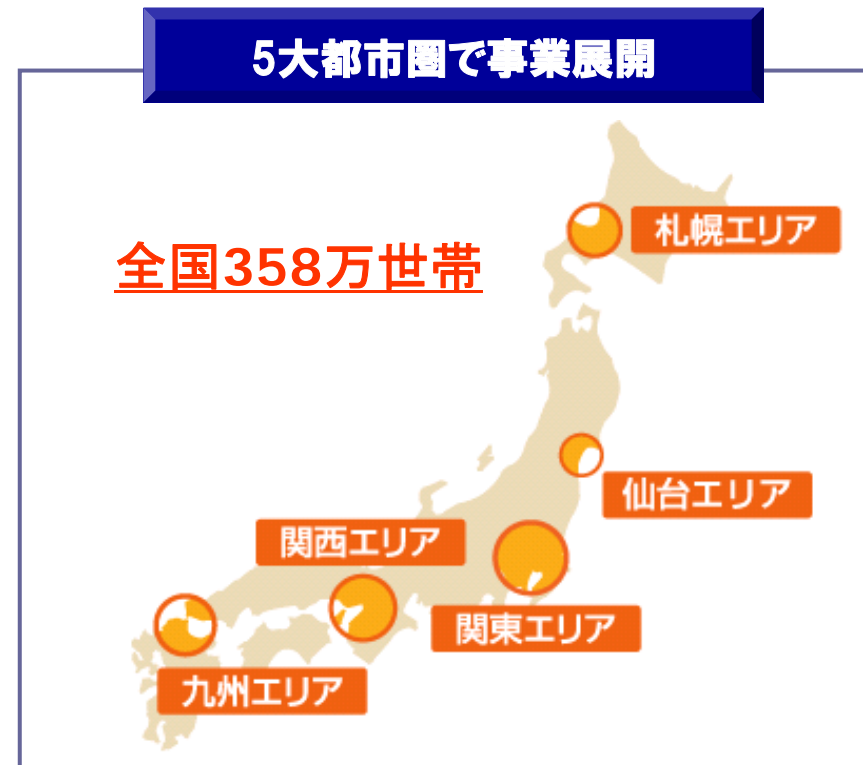 5大都市圏で事業展開
全国358万世帯
札幌エリア
仙台エリア
関西エリア
関東エリア
九州エリア